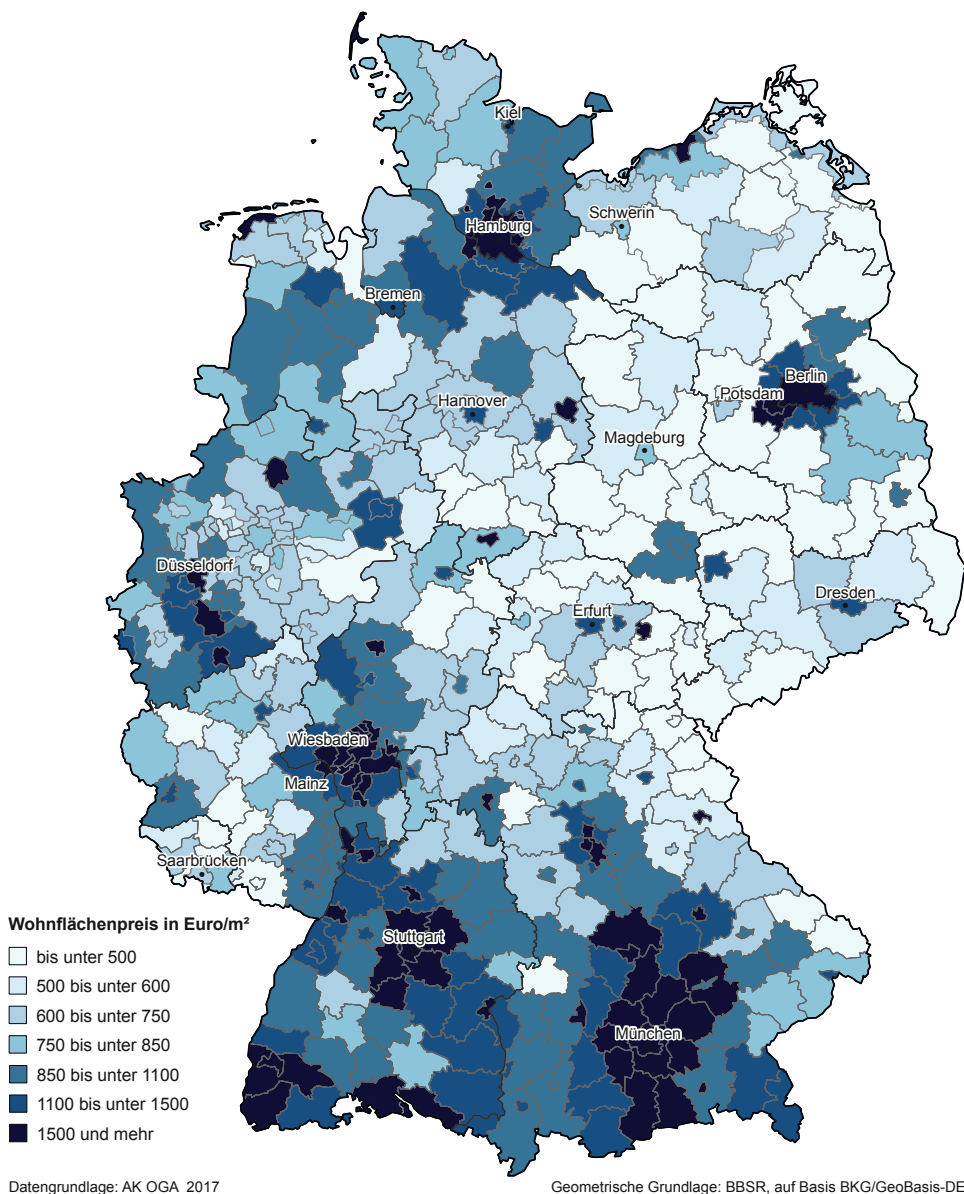 Kiel
Schwerin
Hamburg
Bremen
Berlin
Potsdam
Hannover
Magdeburg
Düsseldorf
Dresden
Erfurt
Wiesbaden
Mainz
Saarbrücken
Stuttgart
München
Wohnflächenpreis in Euro/m²
bis unter 500
500 bis unter 600
600 bis unter 750
750 bis unter 850
850 bis unter 1100
1100 bis unter 1500
1500 und mehr
Datengrundlage: AK OGA 2017
Geometrische Grundlage: BBSR, auf Basis BKG/GeoBasis-DE